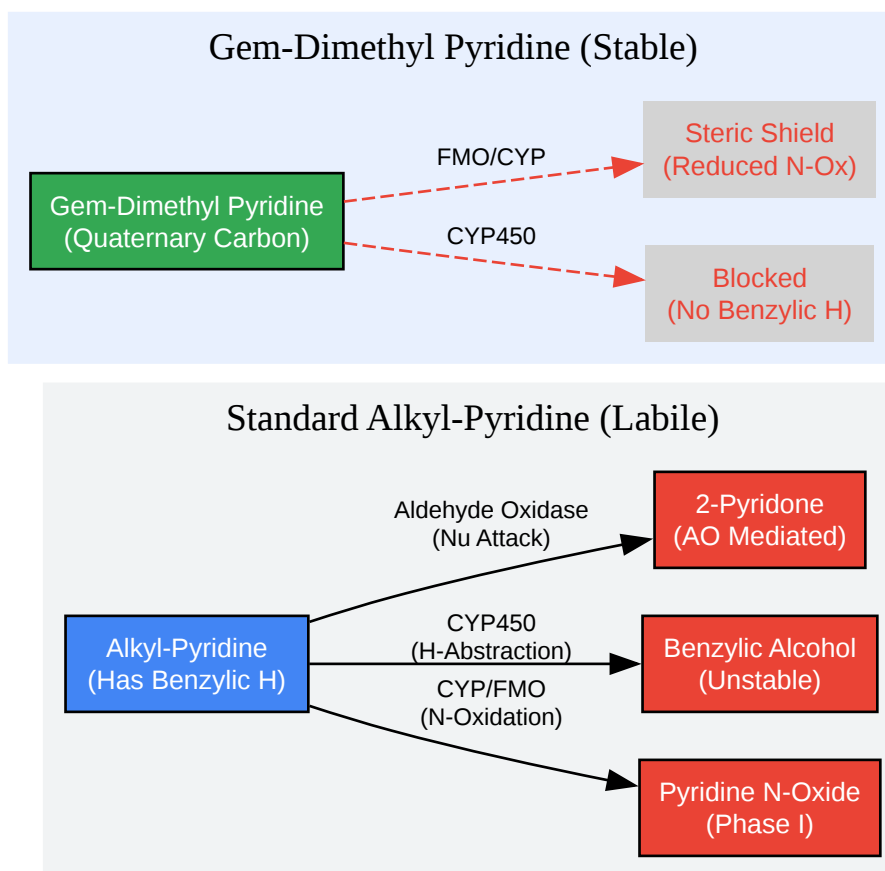 Gem-Dimethyl Pyridine (Stable)
FMO/CYP
Steric Shield
(Reduced N-Ox)
Gem-Dimethyl Pyridine
(Quaternary Carbon)
CYP450
Blocked
(No Benzylic H)
Standard Alkyl-Pyridine (Labile)
Aldehyde Oxidase
(Nu Attack)
2-Pyridone
(AO Mediated)
Alkyl-Pyridine
(Has Benzylic H)
CYP450
(H-Abstraction)
Benzylic Alcohol
(Unstable)
CYP/FMO
(N-Oxidation)
Pyridine N-Oxide
(Phase I)